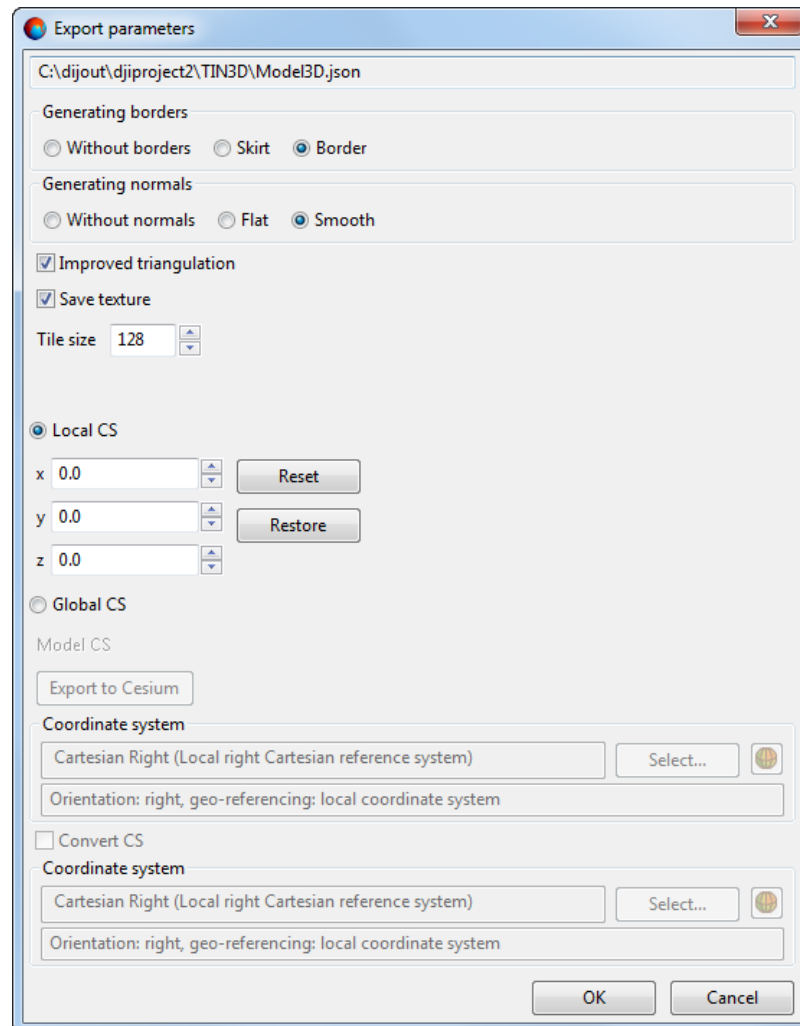 Export parameters
C:\dijout\djiproject2\TIN3D\Model3D.json
Generating borders
Without borders Skirt Border
Generating normals
Without normals Flat Smooth
Improved triangulation
Save texture
Tile size 128
Local CS
x 0.0 Reset
y 0.0 Restore
z 0.0
Global CS
Model CS
Export to Cesium
Coordinate system
Cartesian Right (Local right Cartesian reference system) Select...
Orientation: right, geo-referencing: local coordinate system
Convert CS
Coordinate system
Cartesian Right (Local right Cartesian reference system) Select...
Orientation: right, geo-referencing: local coordinate system
OK Cancel